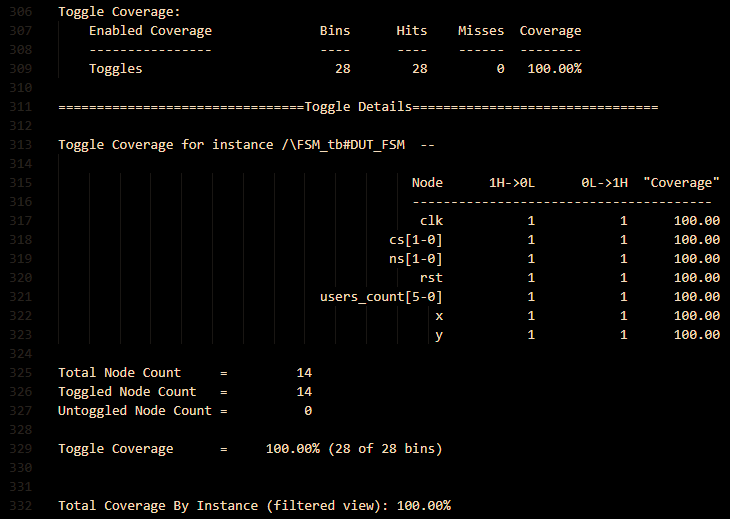 306 Toggle Coverage:
307     Enabled Coverage              Bins      Hits    Misses  Coverage
308     ----------------              ----      ----    ------  --------
309     Toggles                         28        28         0   100.00%
310
311 ================================Toggle Details================================
312
313 Toggle Coverage for instance /\FSM_tb#DUT_FSM  --
314
315                                               Node      1H->0L      0L->1H  "Coverage"
316                                               ---------------------------------------
317                                                clk           1           1      100.00
318                                            cs[1-0]           1           1      100.00
319                                            ns[1-0]           1           1      100.00
320                                                rst           1           1      100.00
321                                   users_count[5-0]           1           1      100.00
322                                                  x           1           1      100.00
323                                                  y           1           1      100.00
324
325 Total Node Count     =         14
326 Toggled Node Count   =         14
327 Untoggled Node Count =          0
328
329 Toggle Coverage      =     100.00% (28 of 28 bins)
330
331
332 Total Coverage By Instance (filtered view): 100.00%